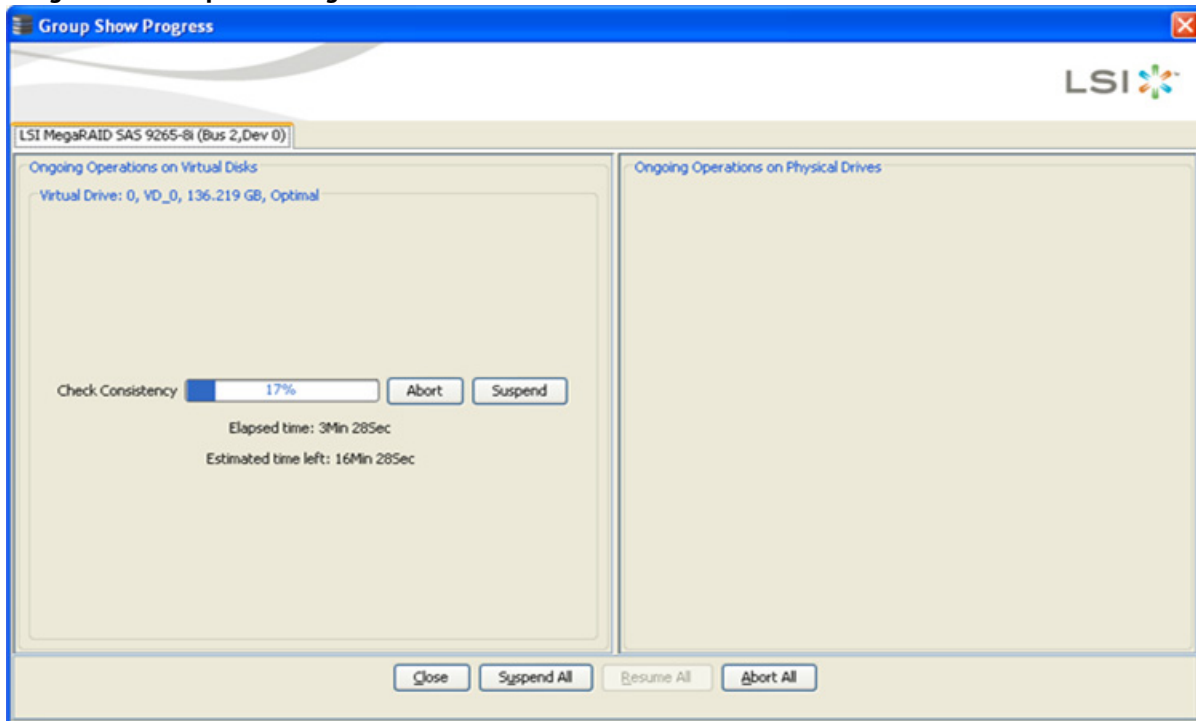 Group Show Progress
LSI
LSI MegaRAID SAS 9265-8i (Bus 2,Dev 0)
Ongoing Operations on Virtual Disks
Virtual Drive: 0, VD_0, 136.219 GB, Optimal
Check Consistency 17% Abort Suspend
Elapsed time: 3Min 28Sec
Estimated time left: 16Min 28Sec
Ongoing Operations on Physical Drives
Close Suspend All Resume All Abort All